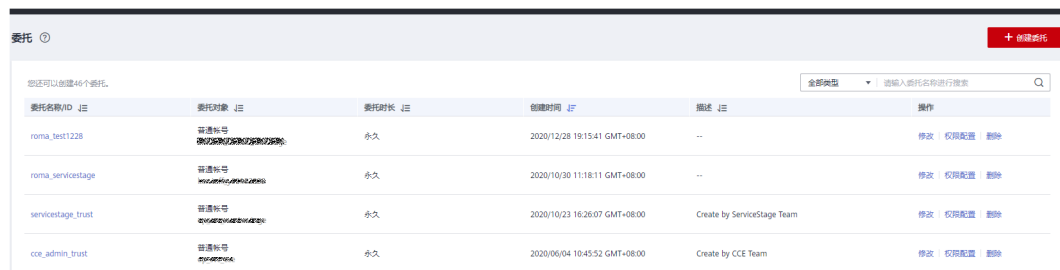 委托 ?
+ 创建委托
您还可以创建46个委托。
全部类型
请输入委托名称进行搜索
委托名称/ID 委托对象 委托时长 创建时间 描述 操作
roma_test1228 普通帐号 永久 2020/12/28 19:15:41 GMT+08:00 -- 修改 权限配置 删除
roma_servicestage 普通帐号 永久 2020/10/30 11:18:11 GMT+08:00 -- 修改 权限配置 删除
servicestage_trust 普通帐号 永久 2020/10/23 16:26:07 GMT+08:00 Create by ServiceStage Team 修改 权限配置 删除
cce_admin_trust 普通帐号 永久 2020/06/04 10:45:52 GMT+08:00 Create by CCE Team 修改 权限配置 删除